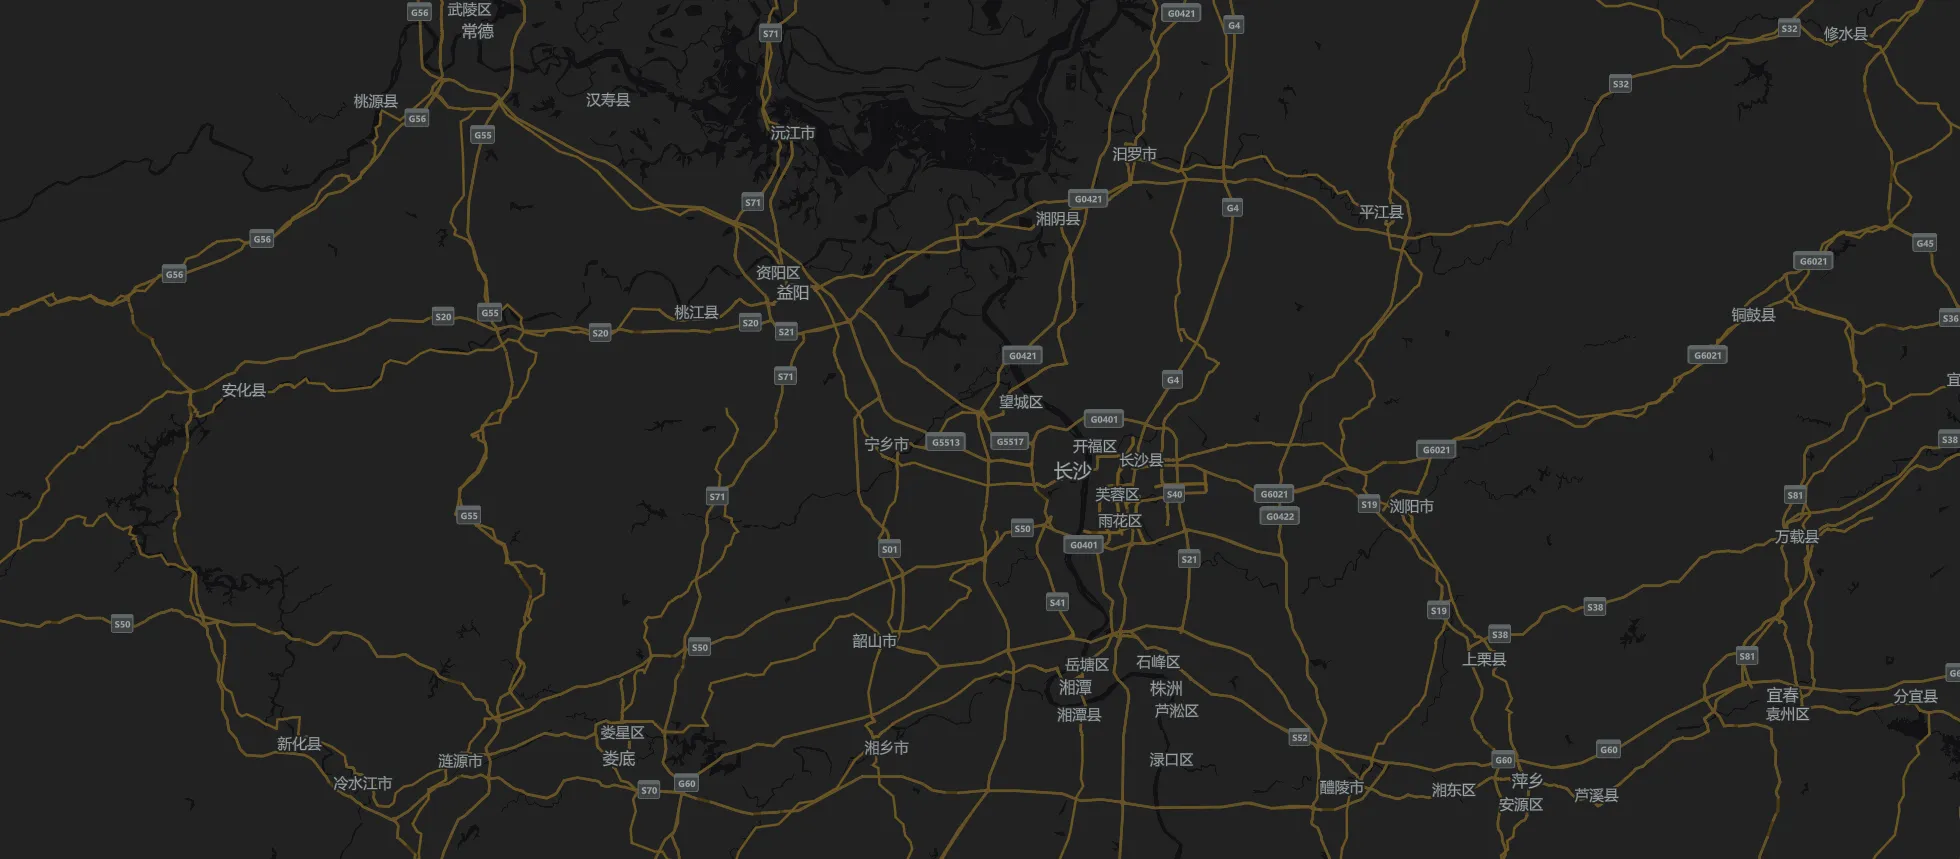 G56
武陵区
常德
S71
G0421
G4
S32
修水县
桃源县
G56
汉寿县
S32
G55
沅江市
汨罗市
S71
G0421
G4
湘阴县
平江县
G56
G45
G56
资阳区
益阳
G6021
S20
G55
桃江县
S20
S20
S21
铜鼓县
S36
G0421
G6021
S71
G4
安化县
望城区
宜
G0401
宁乡市
G5513
G5517
开福区
长沙
长沙县
G6021
S38
S71
芙蓉区
S40
G6021
S19
浏阳市
S81
G55
S50
雨花区
G0422
万载县
S01
G0401
S21
S50
S41
S19
S38
S38
S50
韶山市
岳塘区
石峰区
上栗县
S81
G6
湘潭
株洲
宜春
分宜县
湘潭县
芦淞区
袁州区
新化县
娄星区
娄底
涟源市
湘乡市
渌口区
S52
G60
G60
冷水江市
S70
G60
醴陵市
湘东区
萍乡
芦溪县
安源区